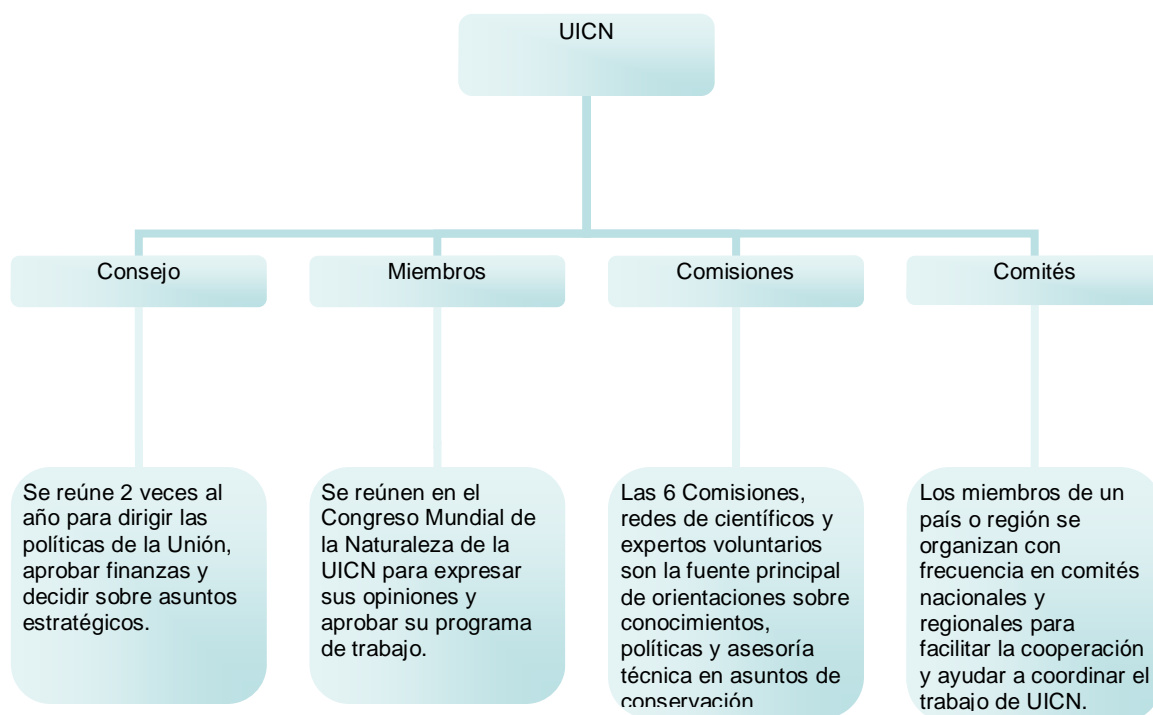 UICN
Consejo
Miembros
Comisiones
Comités
Se reúne 2 veces al
año para dirigir las
políticas de la Unión,
aprobar finanzas y
decidir sobre asuntos
estratégicos.
Se reúnen en el
Congreso Mundial de
la Naturaleza de la
UICN para expresar
sus opiniones y
aprobar su programa
de trabajo.
Las 6 Comisiones,
redes de científicos y
expertos voluntarios
son la fuente principal
de orientaciones sobre
conocimientos,
políticas y asesoría
técnica en asuntos de
conservación
Los miembros de un
país o región se
organizan con
frecuencia en comités
nacionales y
regionales para
facilitar la cooperación
y ayudar a coordinar el
trabajo de UICN.